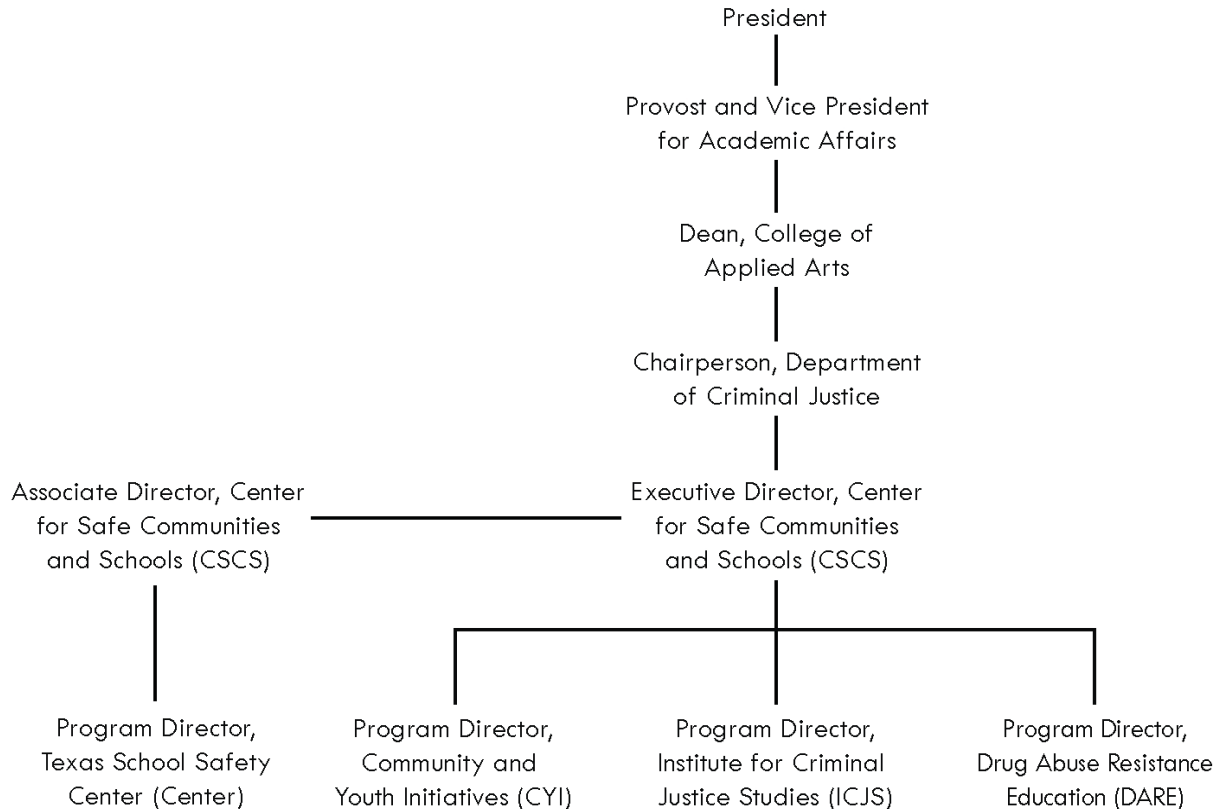 President
Provost and Vice President
for Academic Affairs
Dean, College of
Applied Arts
Chairperson, Department
of Criminal Justice
Associate Director, Center
for Safe Communities
and Schools (CSCS)
Executive Director, Center
for Safe Communities
and Schools (CSCS)
Program Director,
Texas School Safety
Center (Center)
Program Director,
Community and
Youth Initiatives (CYI)
Program Director,
Institute for Criminal
Justice Studies (ICJS)
Program Director,
Drug Abuse Resistance
Education (DARE)